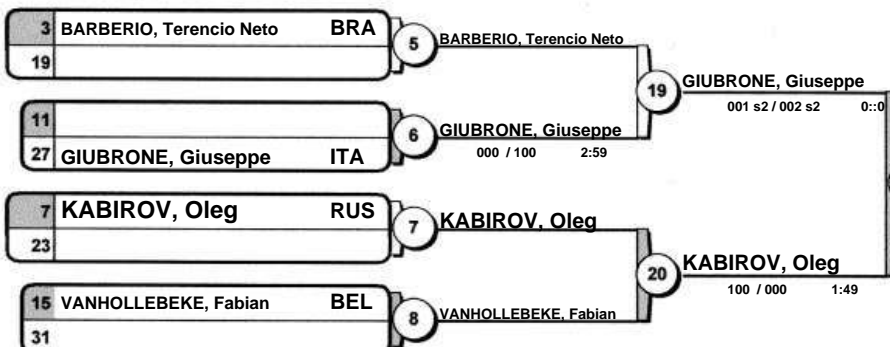 3 BARBERIO, Terencio Neto BRA
19
5
BARBERIO, Terencio Neto
11
27 GIUBRONE, Giuseppe ITA
6
GIUBRONE, Giuseppe
000 / 100 2:59
19
GIUBRONE, Giuseppe
001 s2 / 002 s2 0::0
7 KABIROV, Oleg RUS
23
7
KABIROV, Oleg
15 VANHOLLEBEKE, Fabian BEL
31
8
VANHOLLEBEKE, Fabian
20
KABIROV, Oleg
100 / 000 1:49